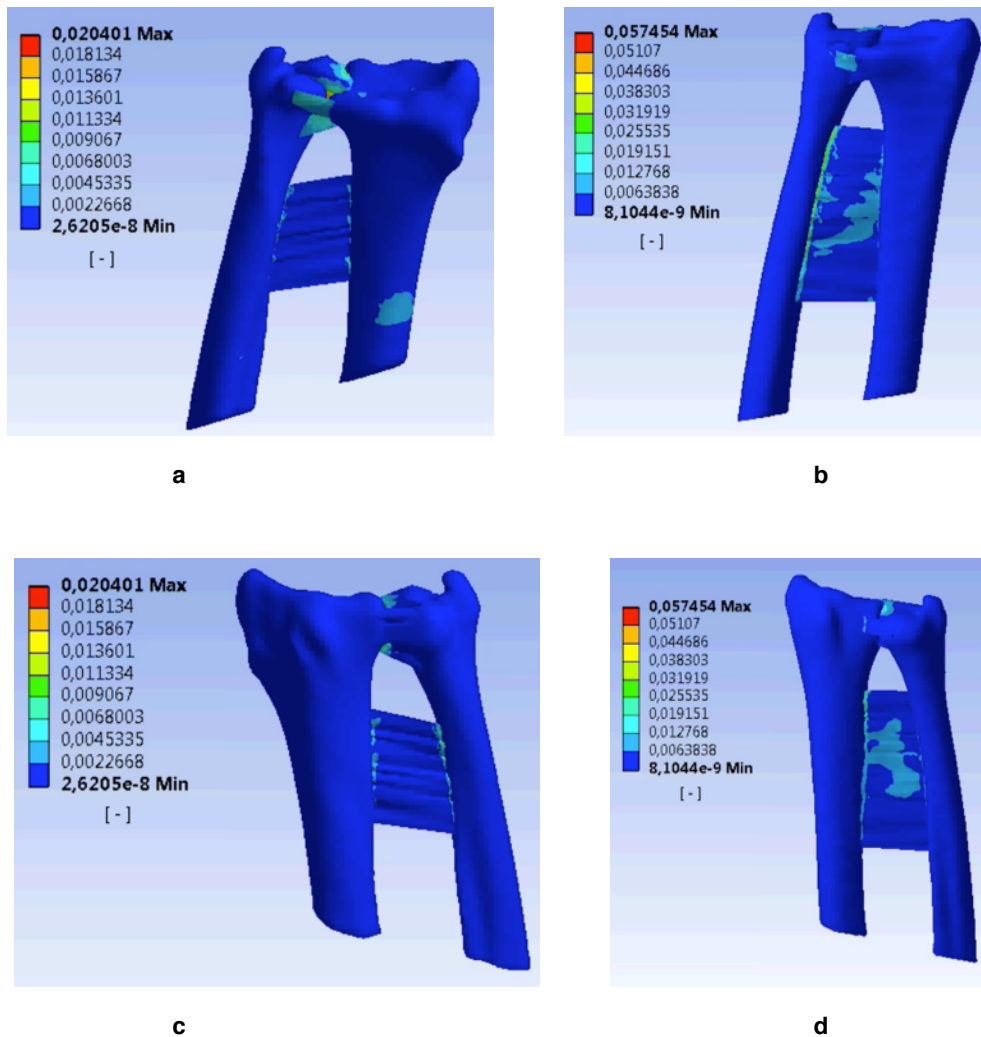 0,020401 Max
0,018134
0,015867
0,013601
0,011334
0,009067
0,0068003
0,0045335
0,0022668
2,6205e-8 Min
[ - ]
0,057454 Max
0,05107
0,044686
0,038303
0,031919
0,025535
0,019151
0,012768
0,0063838
8,1044e-9 Min
[ - ]
a
b
0,020401 Max
0,018134
0,015867
0,013601
0,011334
0,009067
0,0068003
0,0045335
0,0022668
2,6205e-8 Min
[ - ]
0,057454 Max
0,05107
0,044686
0,038303
0,031919
0,025535
0,019151
0,012768
0,0063838
8,1044e-9 Min
[ - ]
c
d